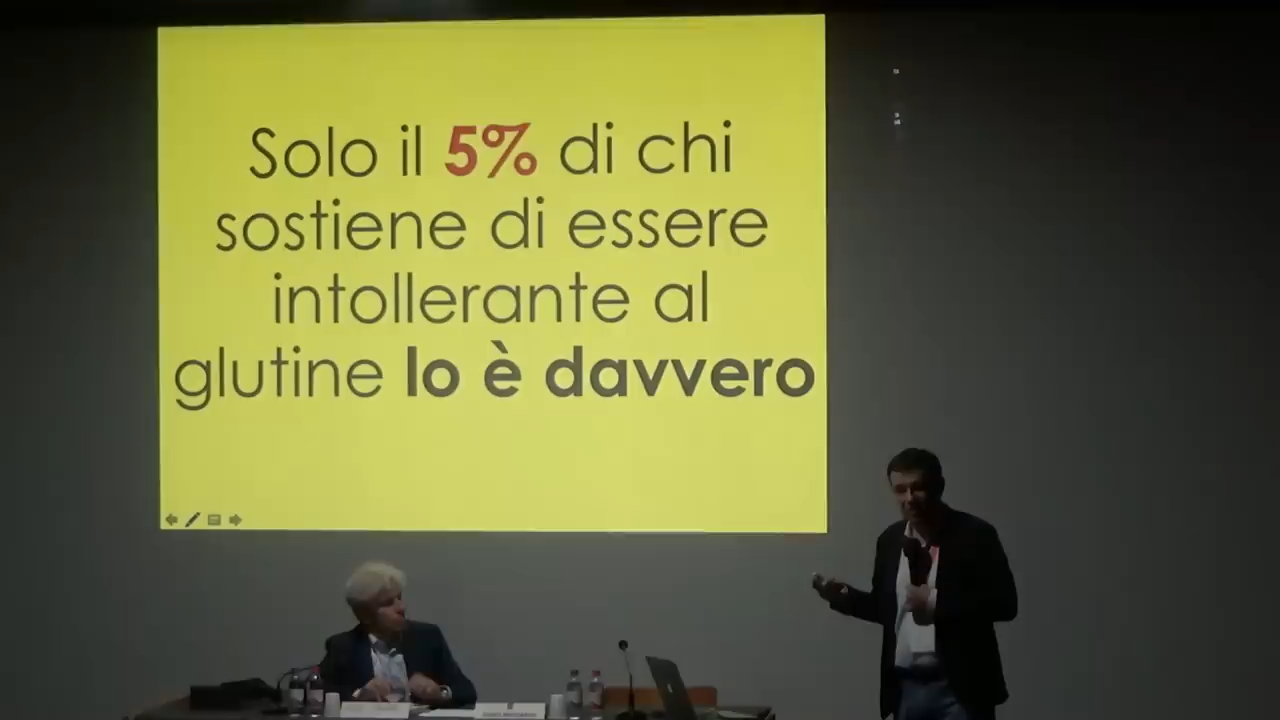 Solo il 5% di chi
sostiene di essere
intollerante al
glutine lo è davvero